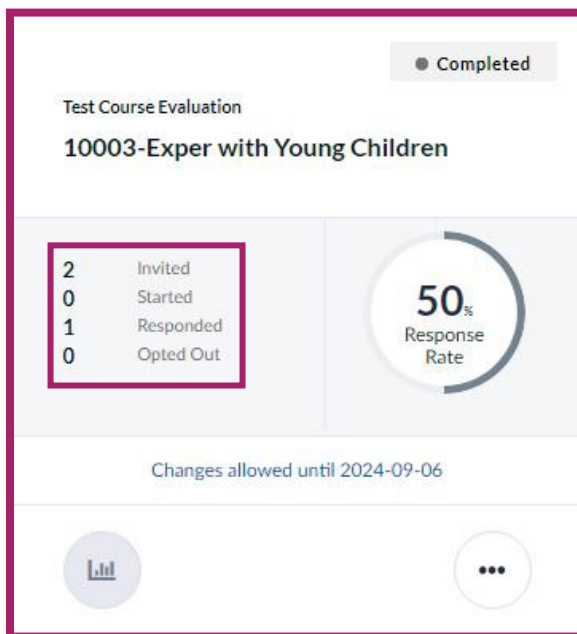 Completed
Test Course Evaluation
10003-Exper with Young Children
2 Invited
0 Started
1 Responded
0 Opted Out
50%
Response
Rate
Changes allowed until 2024-09-06